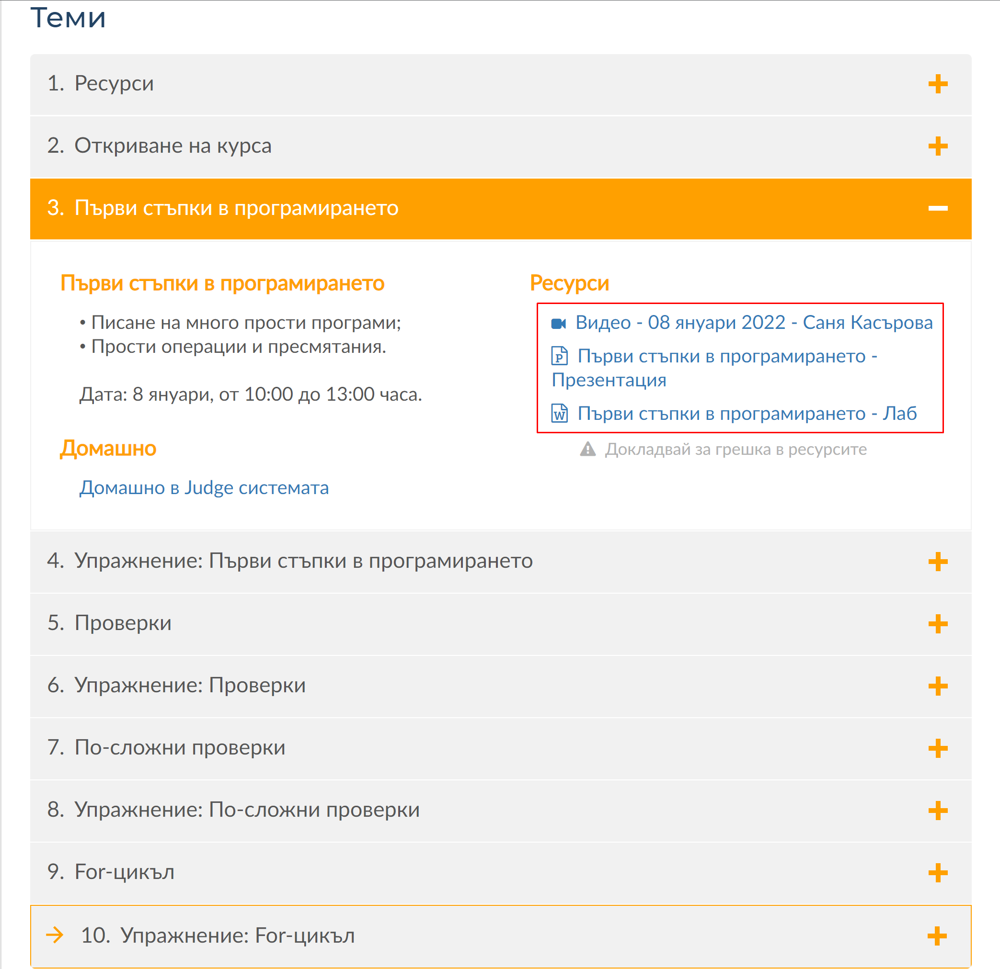 Теми
1. Ресурси
2. Откриване на курса
3. Първи стъпки в програмирането
Първи стъпки в програмирането
• Писане на много прости програми;
• Прости операции и пресмятания.
Дата: 8 януари, от 10:00 до 13:00 часа.
Домашно
Домашно в Judge системата
Ресурси
Видео - 08 януари 2022 - Саня Касърова
Първи стъпки в програмирането -
Презентация
Първи стъпки в програмирането - Лаб
Докладвай за грешка в ресурсите
4. Упражнение: Първи стъпки в програмирането
5. Проверки
6. Упражнение: Проверки
7. По-сложни проверки
8. Упражнение: По-сложни проверки
9. For-цикъл
10. Упражнение: For-цикъл